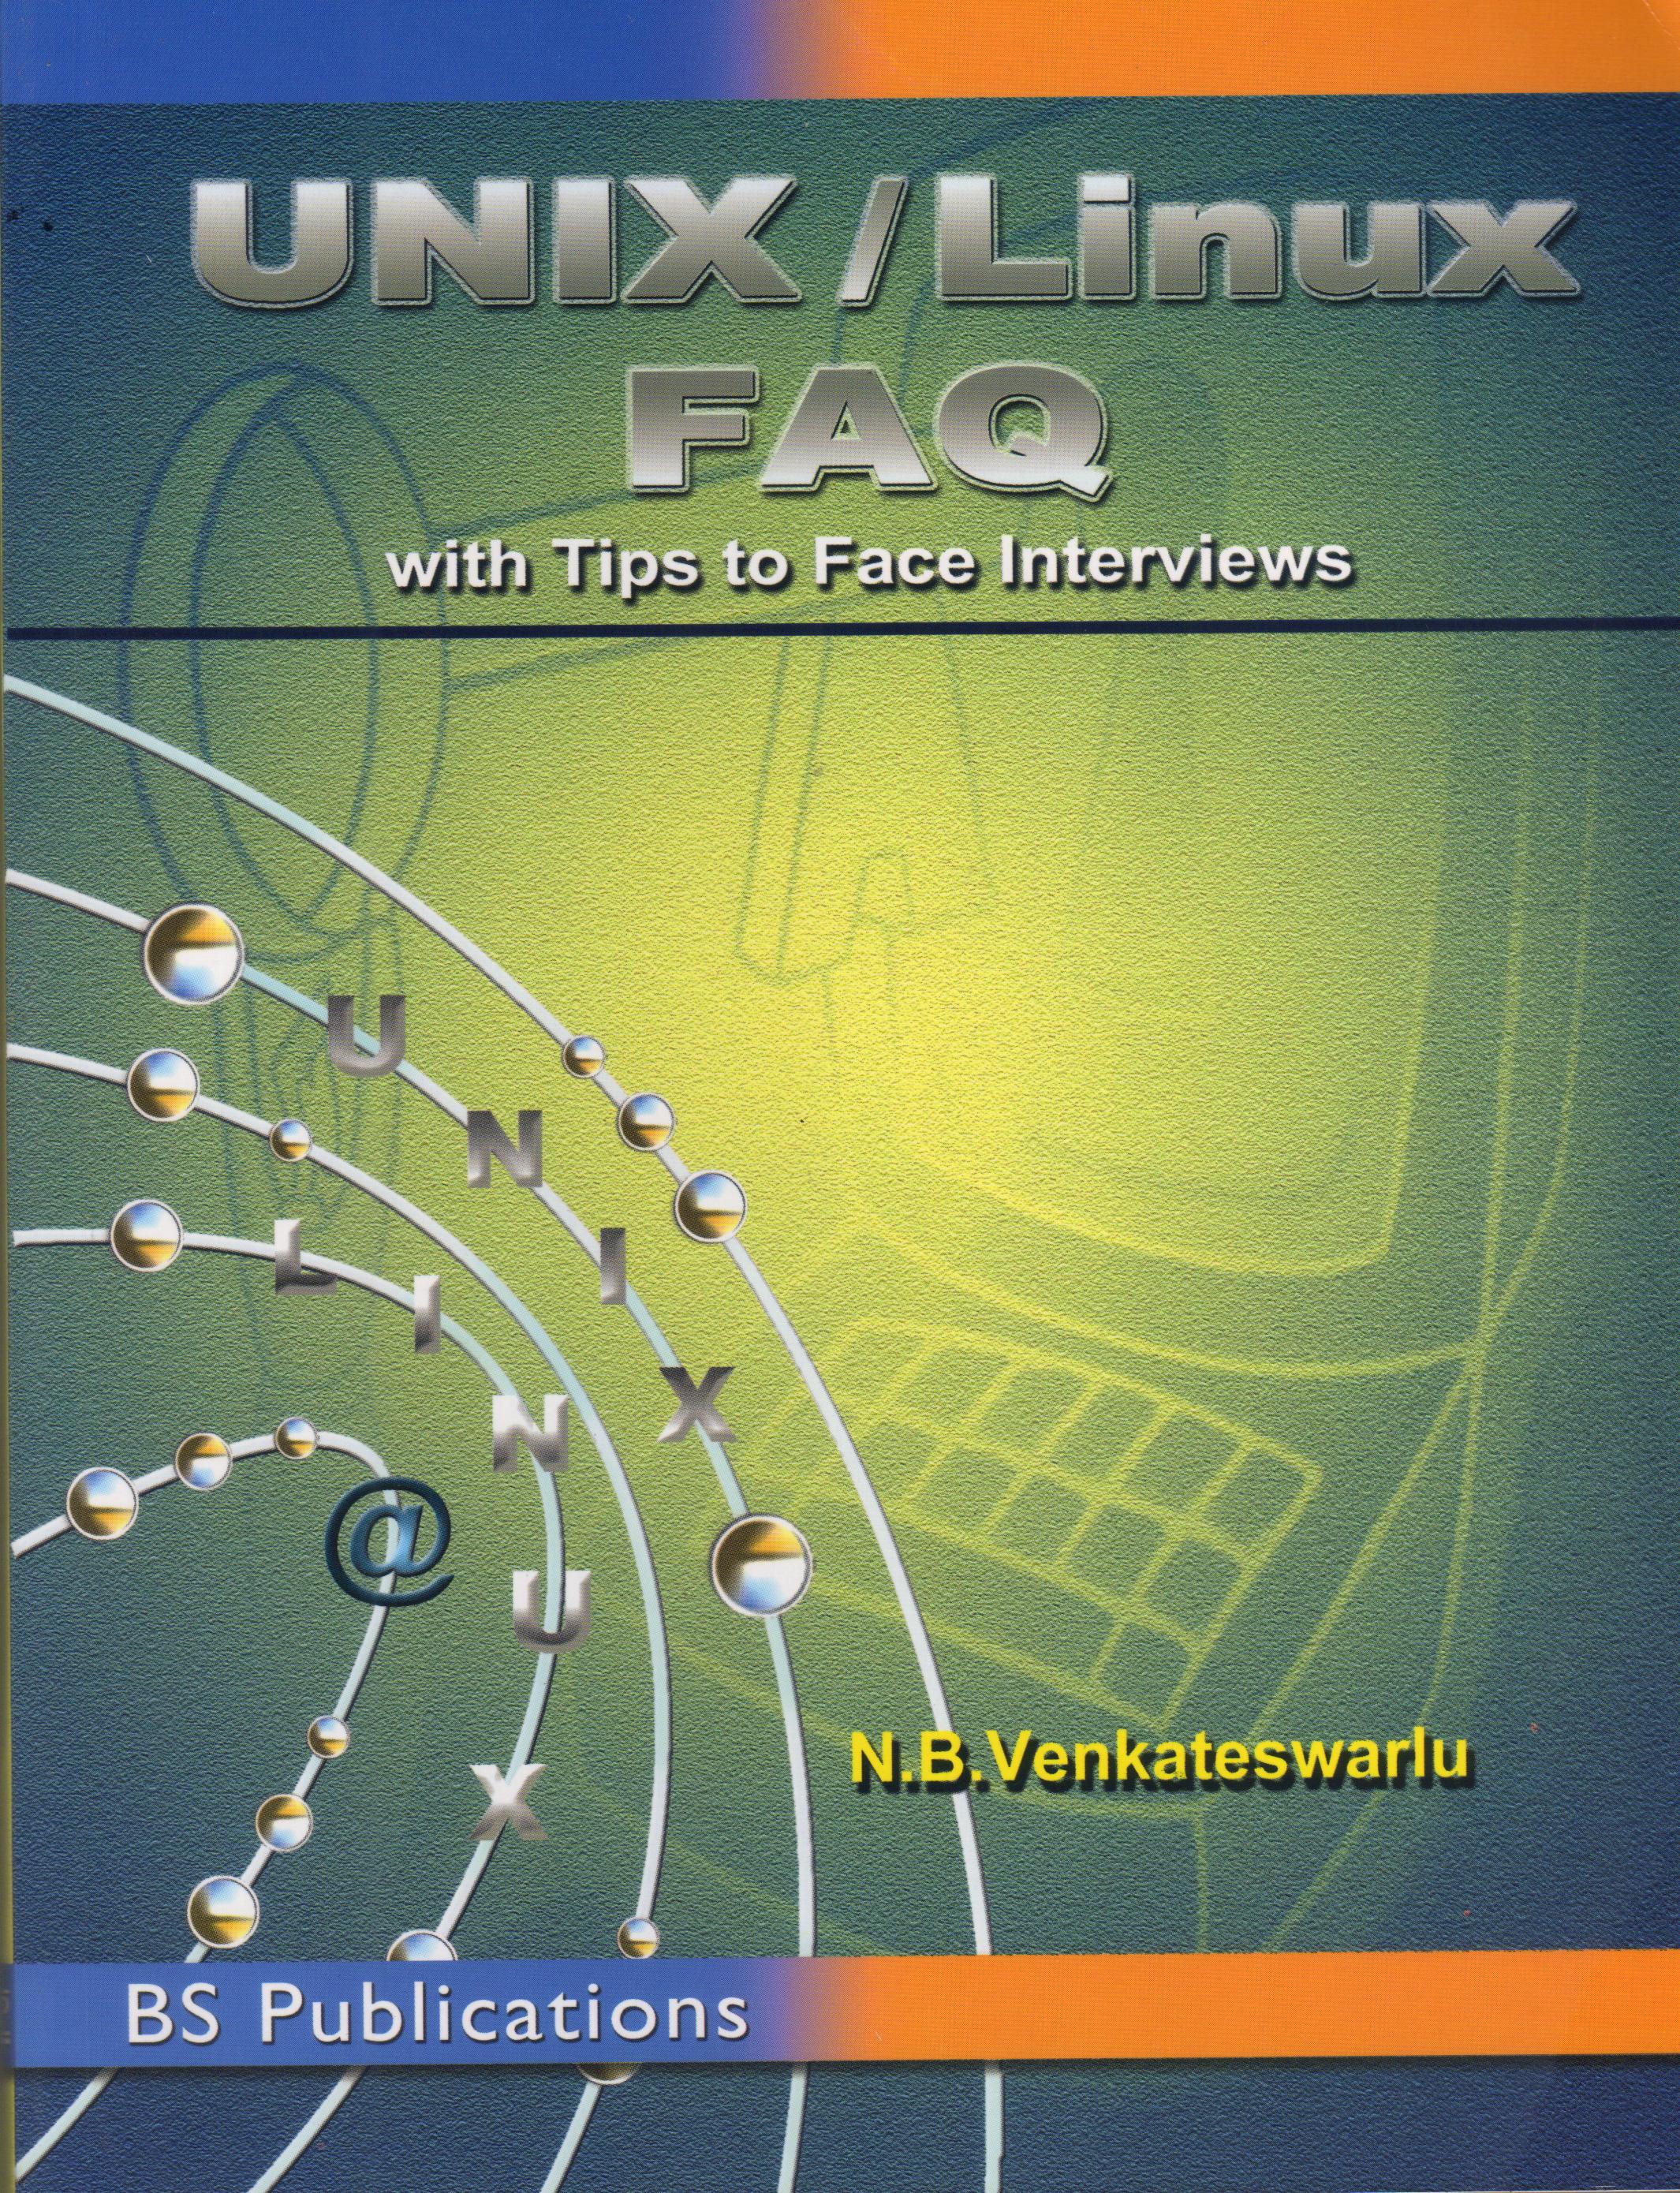 UNIX / Linux
FAQ
with Tips to Face Interviews
UNIX
LINUX
@
N.B.Venkateswarlu
BS Publications